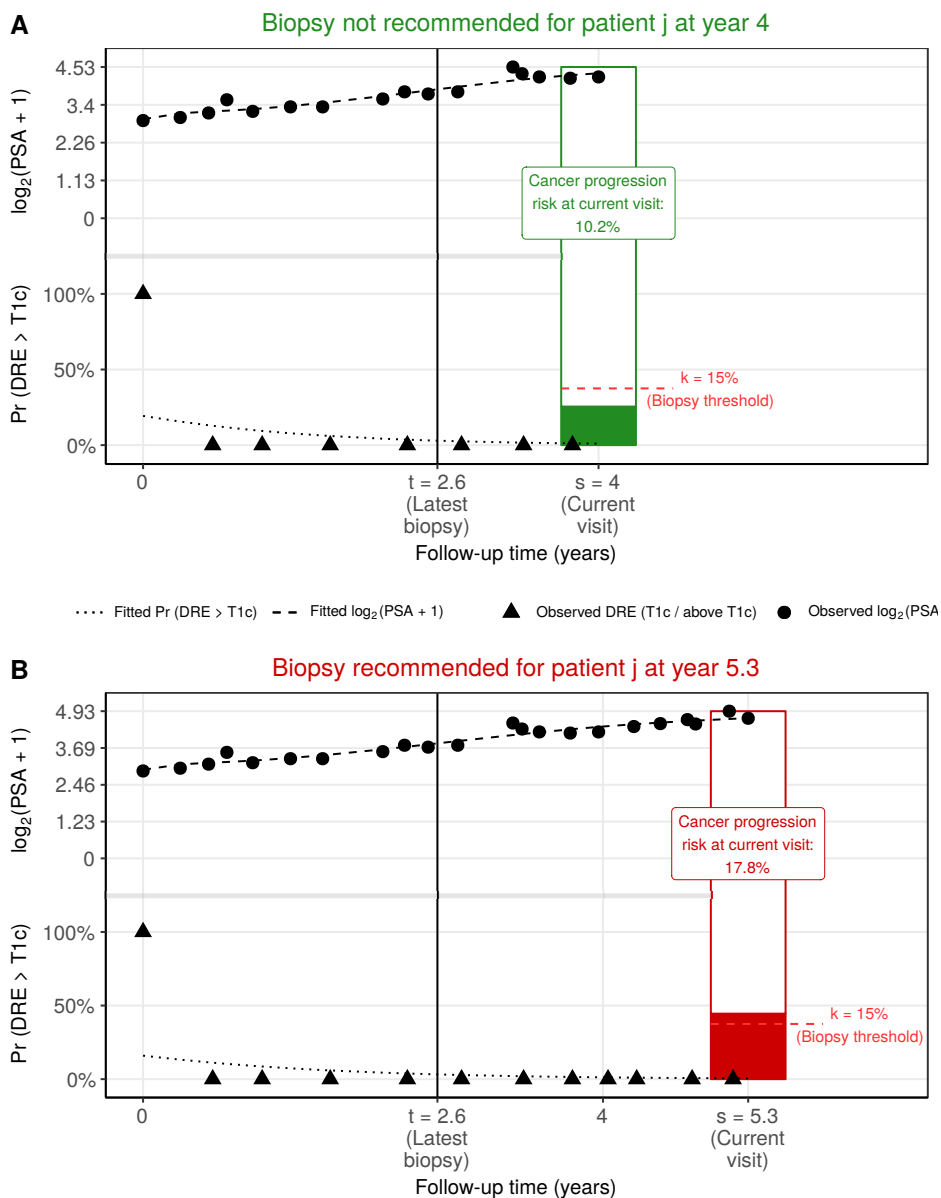 A
Biopsy not recommended for patient j at year 4
log₂(PSA + 1)
4.53
3.4
2.26
1.13
0
Cancer progression
risk at current visit:
10.2%
Pr (DRE > T1c)
100%
50%
0%
k = 15%
(Biopsy threshold)
0
t = 2.6
(Latest
biopsy)
s = 4
(Current
visit)
Follow-up time (years)
Fitted Pr (DRE > T1c)
Fitted log₂(PSA + 1)
Observed DRE (T1c / above T1c)
Observed log₂(PSA
B
Biopsy recommended for patient j at year 5.3
log₂(PSA + 1)
4.93
3.69
2.46
1.23
0
Cancer progression
risk at current visit:
17.8%
Pr (DRE > T1c)
100%
50%
0%
k = 15%
(Biopsy threshold)
0
t = 2.6
(Latest
biopsy)
4
s = 5.3
(Current
visit)
Follow-up time (years)